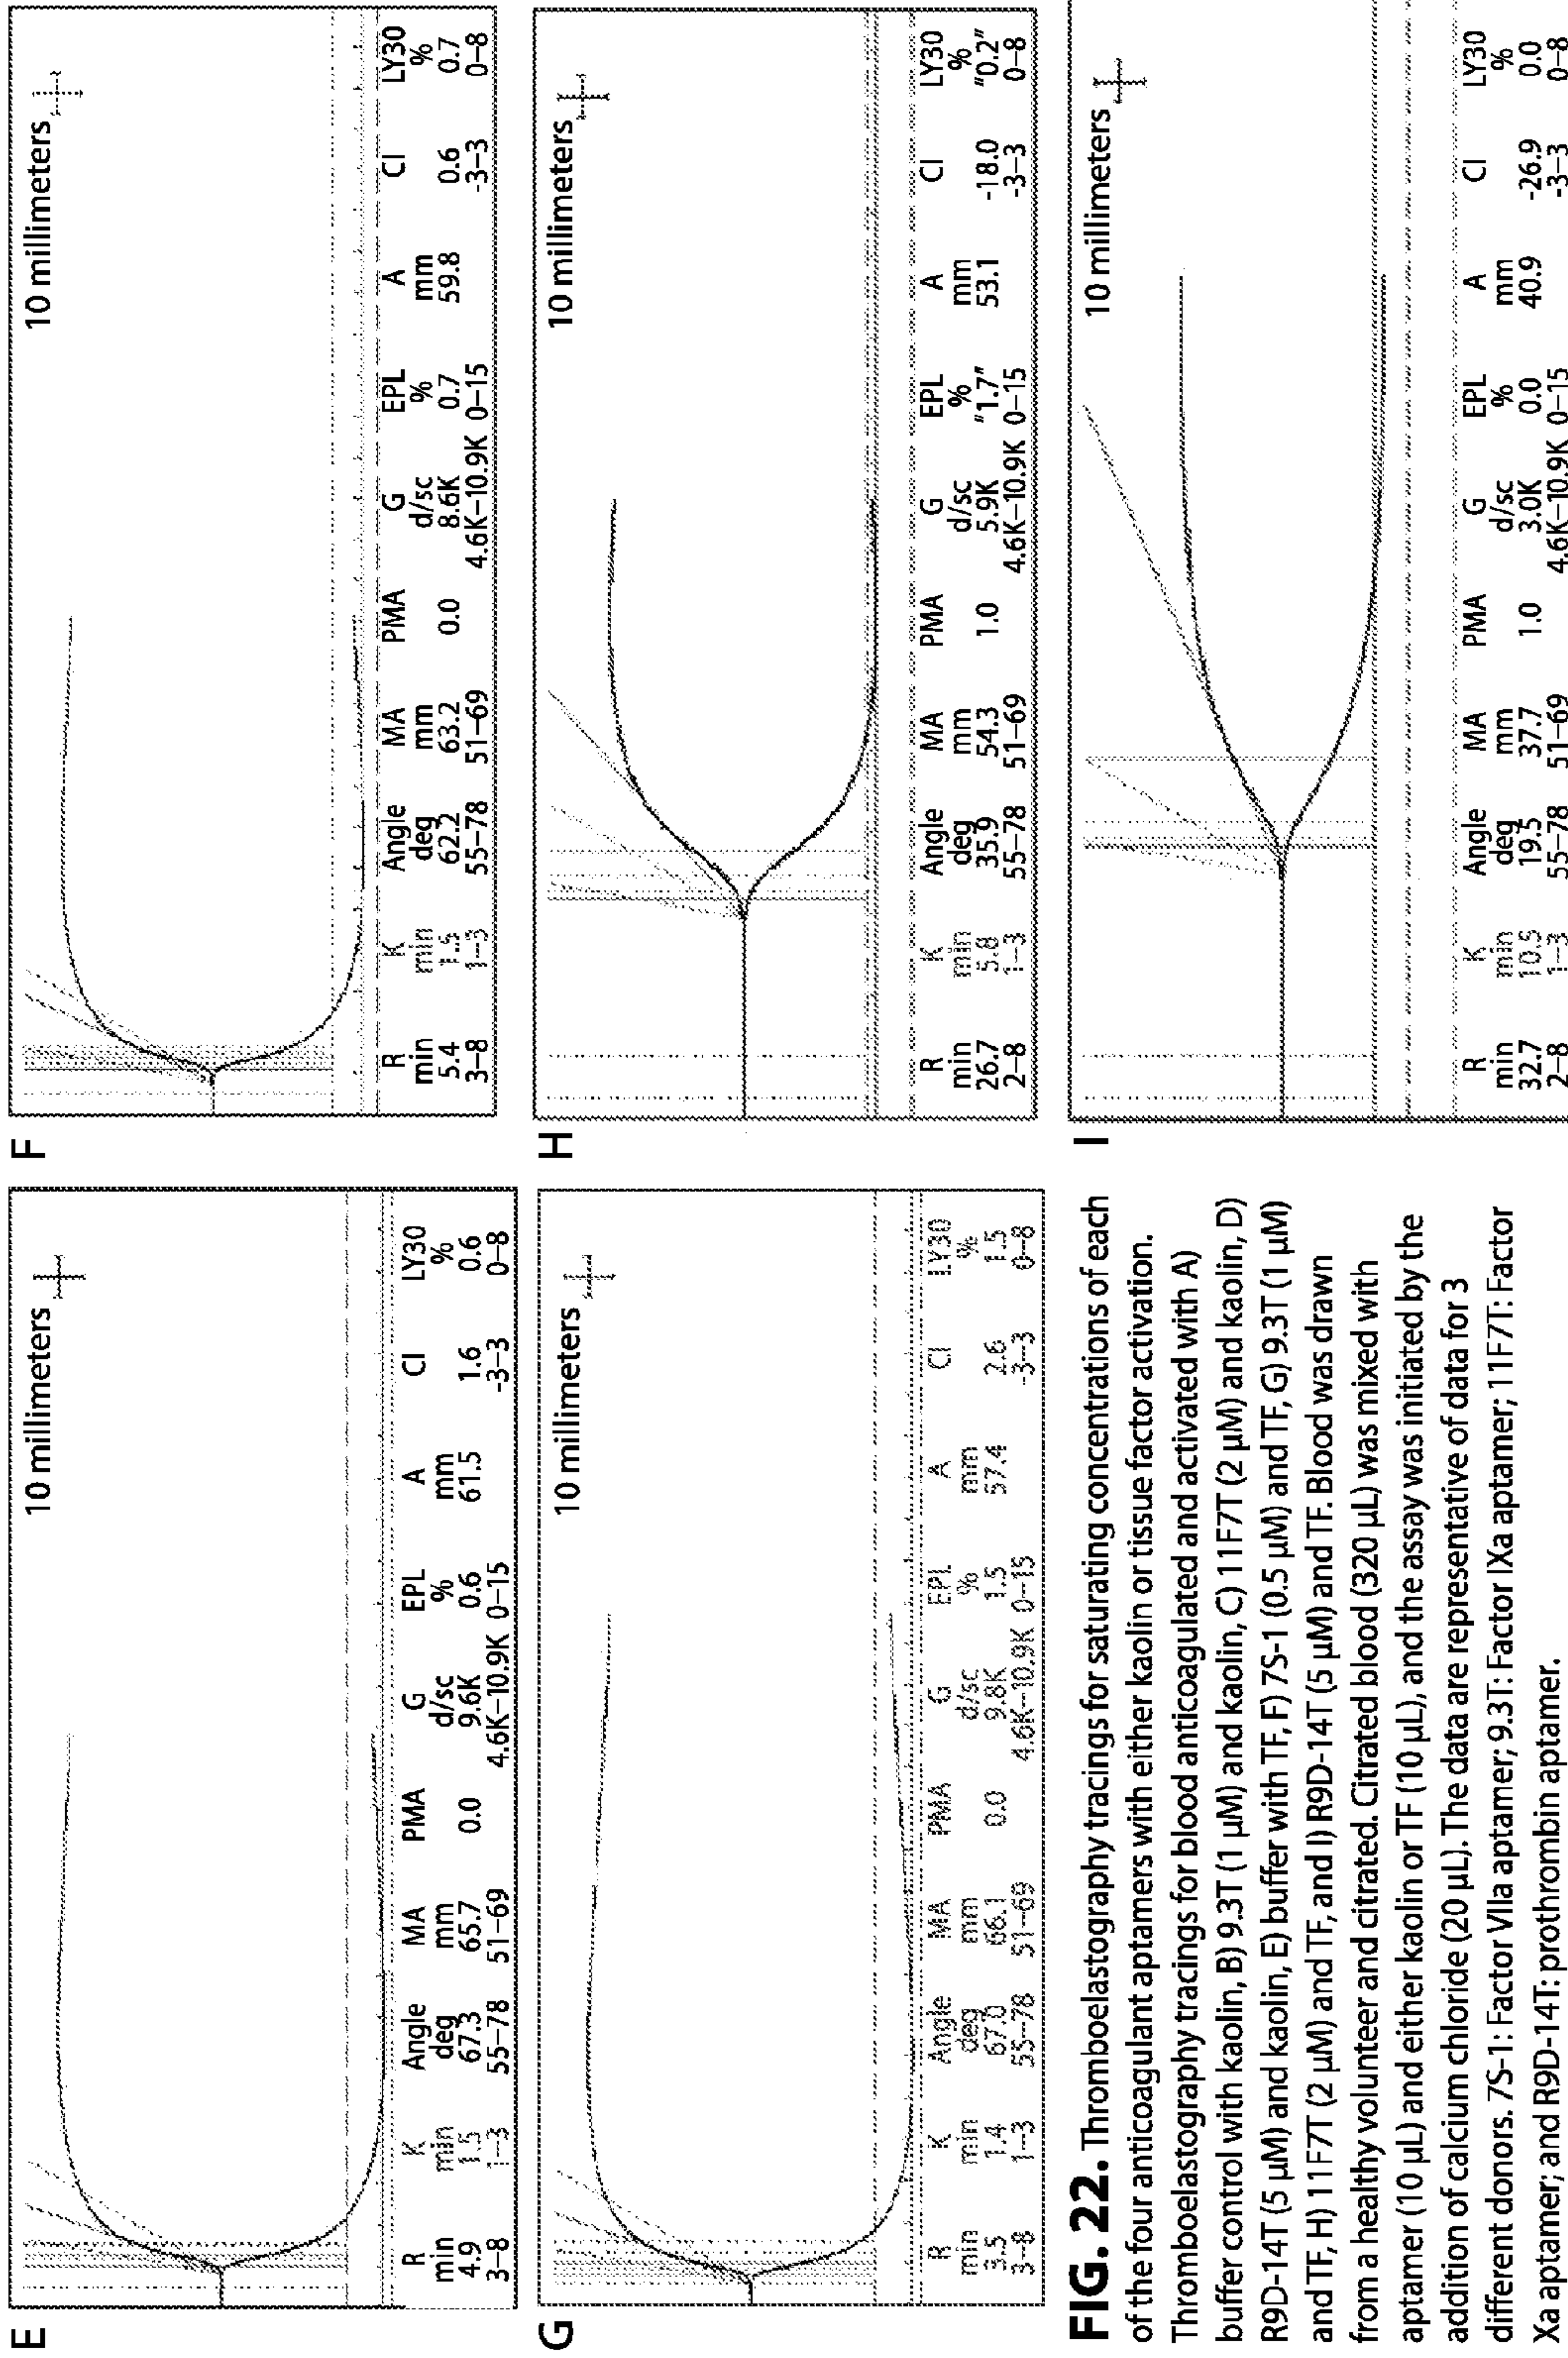 E
10 millimeters
R K Angle MA PMA G EPL A CI LY30
min min deg mm d/sc % mm %
4.9 1.5 67.3 65.7 0.0 9.6K 0.6 61.5 1.6 0.6
3–8 1–3 55–78 51–69 4.6K–10.9K 0–15 -3–3 0–8
F
10 millimeters
R K Angle MA PMA G EPL A CI LY30
min min deg mm d/sc % mm %
5.4 1.5 62.2 63.2 0.0 8.6K 0.7 59.8 0.6 0.7
3–8 1–3 55–78 51–69 4.6K–10.9K 0–15 -3–3 0–8
G
10 millimeters
R K Angle MA PMA G EPL A CI LY30
min min deg mm d/sc % mm %
3.5 1.4 67.0 66.1 0.0 9.8K 1.5 57.4 2.6 1.5
3–8 1–3 55–78 51–69 4.6K–10.9K 0–15 -3–3 0–8
H
10 millimeters
R K Angle MA PMA G EPL A CI LY30
min min deg mm d/sc % mm %
26.7 5.8 35.9 54.3 1.0 5.9K "1.7" 53.1 -18.0 "0.2"
2–8 1–3 55–78 51–69 4.6K–10.9K 0–15 -3–3 0–8
I
10 millimeters
R K Angle MA PMA G EPL A CI LY30
min min deg mm d/sc % mm %
32.7 10.5 19.5 37.7 1.0 3.0K 0.0 40.9 -26.9 0.0
2–8 1–3 55–78 51–69 4.6K–10.9K 0–15 -3–3 0–8
FIG. 22. Thromboelastography tracings for saturating concentrations of each
of the four anticoagulant aptamers with either kaolin or tissue factor activation.
Thromboelastography tracings for blood anticoagulated and activated with A)
buffer control with kaolin, B) 9.3T (1 µM) and kaolin, C) 11F7T (2 µM) and kaolin, D)
R9D-14T (5 µM) and kaolin, E) buffer with TF, F) 7S-1 (0.5 µM) and TF, G) 9.3T (1 µM)
and TF, H) 11F7T (2 µM) and TF, and I) R9D-14T (5 µM) and TF. Blood was drawn
from a healthy volunteer and citrated. Citrated blood (320 µL) was mixed with
aptamer (10 µL) and either kaolin or TF (10 µL), and the assay was initiated by the
addition of calcium chloride (20 µL). The data are representative of data for 3
different donors. 7S-1: Factor VIIa aptamer; 9.3T: Factor IXa aptamer; 11F7T: Factor
Xa aptamer; and R9D-14T: prothrombin aptamer.